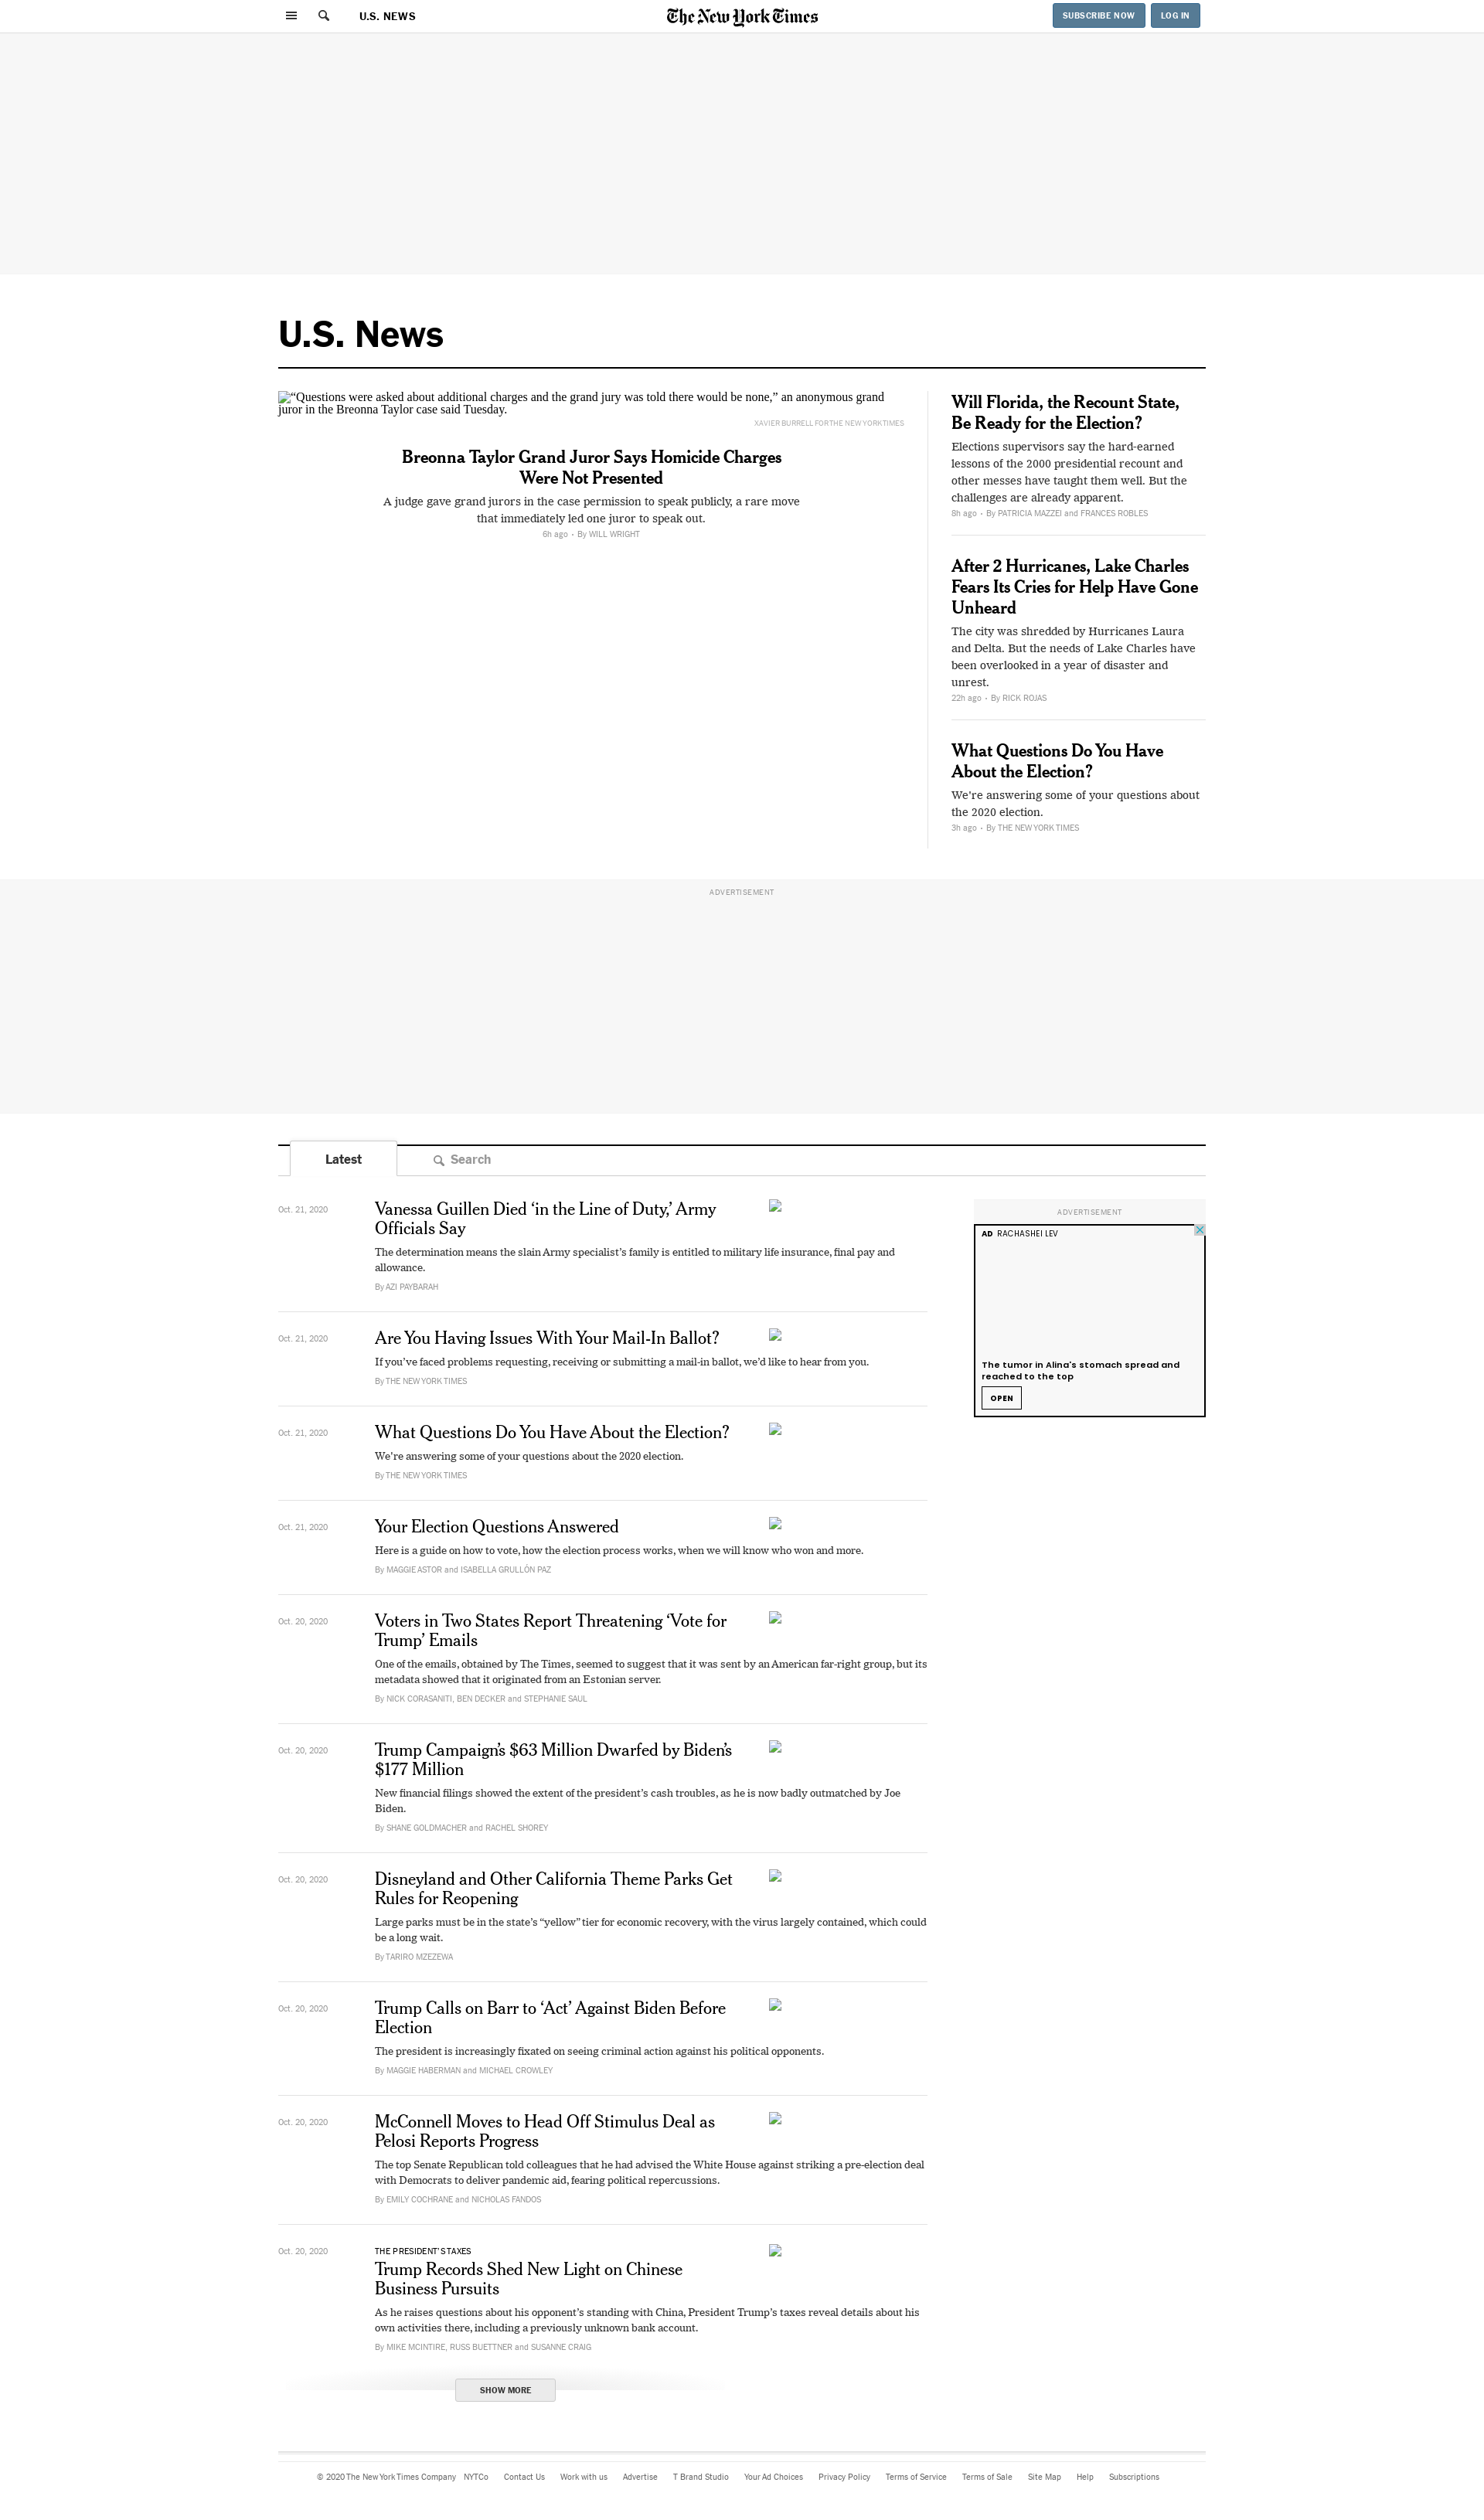 U.S. NEWS
The New York Times
SUBSCRIBE NOW
LOG IN
U.S. News
“Questions were asked about additional charges and the grand jury was told there would be none,” an anonymous grand
juror in the Breonna Taylor case said Tuesday.
XAVIER BURRELL FOR THE NEW YORK TIMES
Breonna Taylor Grand Juror Says Homicide Charges
Were Not Presented
A judge gave grand jurors in the case permission to speak publicly, a rare move
that immediately led one juror to speak out.
6h ago • By WILL WRIGHT
Will Florida, the Recount State,
Be Ready for the Election?
Elections supervisors say the hard-earned
lessons of the 2000 presidential recount and
other messes have taught them well. But the
challenges are already apparent.
8h ago • By PATRICIA MAZZEI and FRANCES ROBLES
After 2 Hurricanes, Lake Charles
Fears Its Cries for Help Have Gone
Unheard
The city was shredded by Hurricanes Laura
and Delta. But the needs of Lake Charles have
been overlooked in a year of disaster and
unrest.
22h ago • By RICK ROJAS
What Questions Do You Have
About the Election?
We're answering some of your questions about
the 2020 election.
3h ago • By THE NEW YORK TIMES
ADVERTISEMENT
Latest
Search
Oct. 21, 2020
Vanessa Guillen Died ‘in the Line of Duty,’ Army
Officials Say
The determination means the slain Army specialist’s family is entitled to military life insurance, final pay and
allowance.
By AZI PAYBARAH
Oct. 21, 2020
Are You Having Issues With Your Mail-In Ballot?
If you’ve faced problems requesting, receiving or submitting a mail-in ballot, we’d like to hear from you.
By THE NEW YORK TIMES
Oct. 21, 2020
What Questions Do You Have About the Election?
We're answering some of your questions about the 2020 election.
By THE NEW YORK TIMES
Oct. 21, 2020
Your Election Questions Answered
Here is a guide on how to vote, how the election process works, when we will know who won and more.
By MAGGIE ASTOR and ISABELLA GRULLÓN PAZ
Oct. 20, 2020
Voters in Two States Report Threatening ‘Vote for
Trump’ Emails
One of the emails, obtained by The Times, seemed to suggest that it was sent by an American far-right group, but its
metadata showed that it originated from an Estonian server.
By NICK CORASANITI, BEN DECKER and STEPHANIE SAUL
Oct. 20, 2020
Trump Campaign’s $63 Million Dwarfed by Biden’s
$177 Million
New financial filings showed the extent of the president’s cash troubles, as he is now badly outmatched by Joe
Biden.
By SHANE GOLDMACHER and RACHEL SHOREY
Oct. 20, 2020
Disneyland and Other California Theme Parks Get
Rules for Reopening
Large parks must be in the state’s “yellow” tier for economic recovery, with the virus largely contained, which could
be a long wait.
By TARIRO MZEZEWA
Oct. 20, 2020
Trump Calls on Barr to ‘Act’ Against Biden Before
Election
The president is increasingly fixated on seeing criminal action against his political opponents.
By MAGGIE HABERMAN and MICHAEL CROWLEY
Oct. 20, 2020
McConnell Moves to Head Off Stimulus Deal as
Pelosi Reports Progress
The top Senate Republican told colleagues that he had advised the White House against striking a pre-election deal
with Democrats to deliver pandemic aid, fearing political repercussions.
By EMILY COCHRANE and NICHOLAS FANDOS
Oct. 20, 2020
THE PRESIDENT’S TAXES
Trump Records Shed New Light on Chinese
Business Pursuits
As he raises questions about his opponent’s standing with China, President Trump’s taxes reveal details about his
own activities there, including a previously unknown bank account.
By MIKE MCINTIRE, RUSS BUETTNER and SUSANNE CRAIG
SHOW MORE
ADVERTISEMENT
AD RACHASHEI LEV
The tumor in Alina's stomach spread and
reached to the top
OPEN
© 2020 The New York Times Company NYTCo Contact Us Work with us Advertise T Brand Studio Your Ad Choices Privacy Policy Terms of Service Terms of Sale Site Map Help Subscriptions